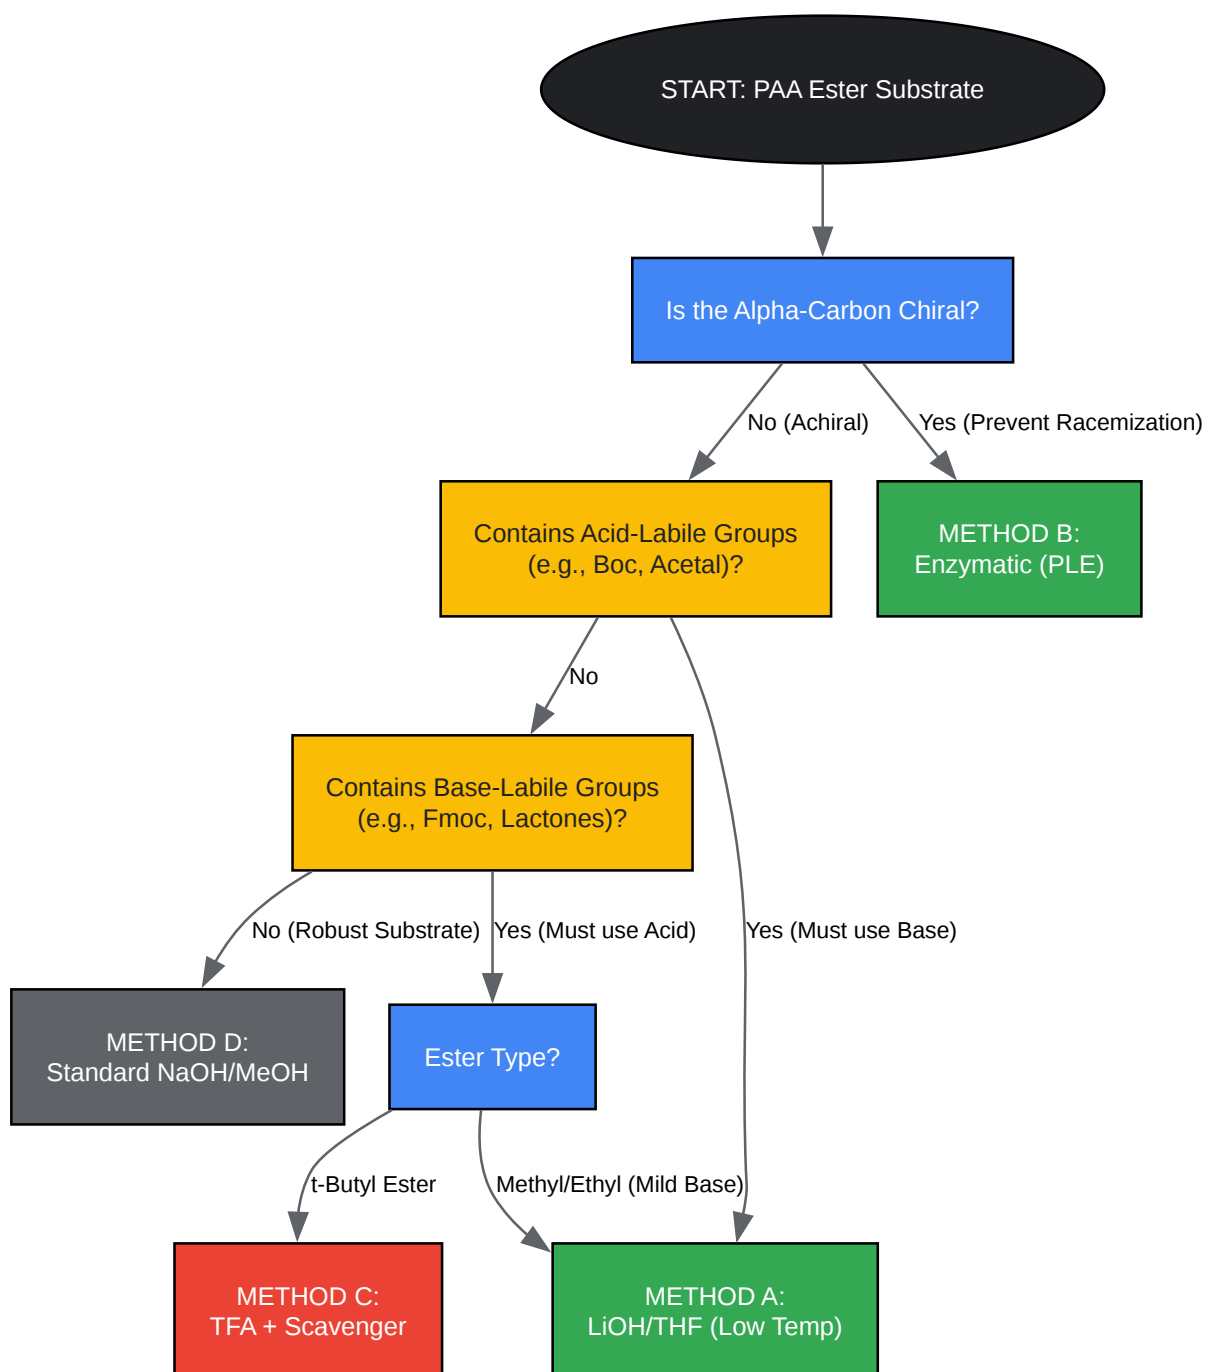 START: PAA Ester Substrate
Is the Alpha-Carbon Chiral?
No (Achiral)
Yes (Prevent Racemization)
Contains Acid-Labile Groups
(e.g., Boc, Acetal)?
METHOD B:
Enzymatic (PLE)
No
Contains Base-Labile Groups
(e.g., Fmoc, Lactones)?
No (Robust Substrate)
Yes (Must use Acid)
Yes (Must use Base)
METHOD D:
Standard NaOH/MeOH
Ester Type?
t-Butyl Ester
Methyl/Ethyl (Mild Base)
METHOD C:
TFA + Scavenger
METHOD A:
LiOH/THF (Low Temp)